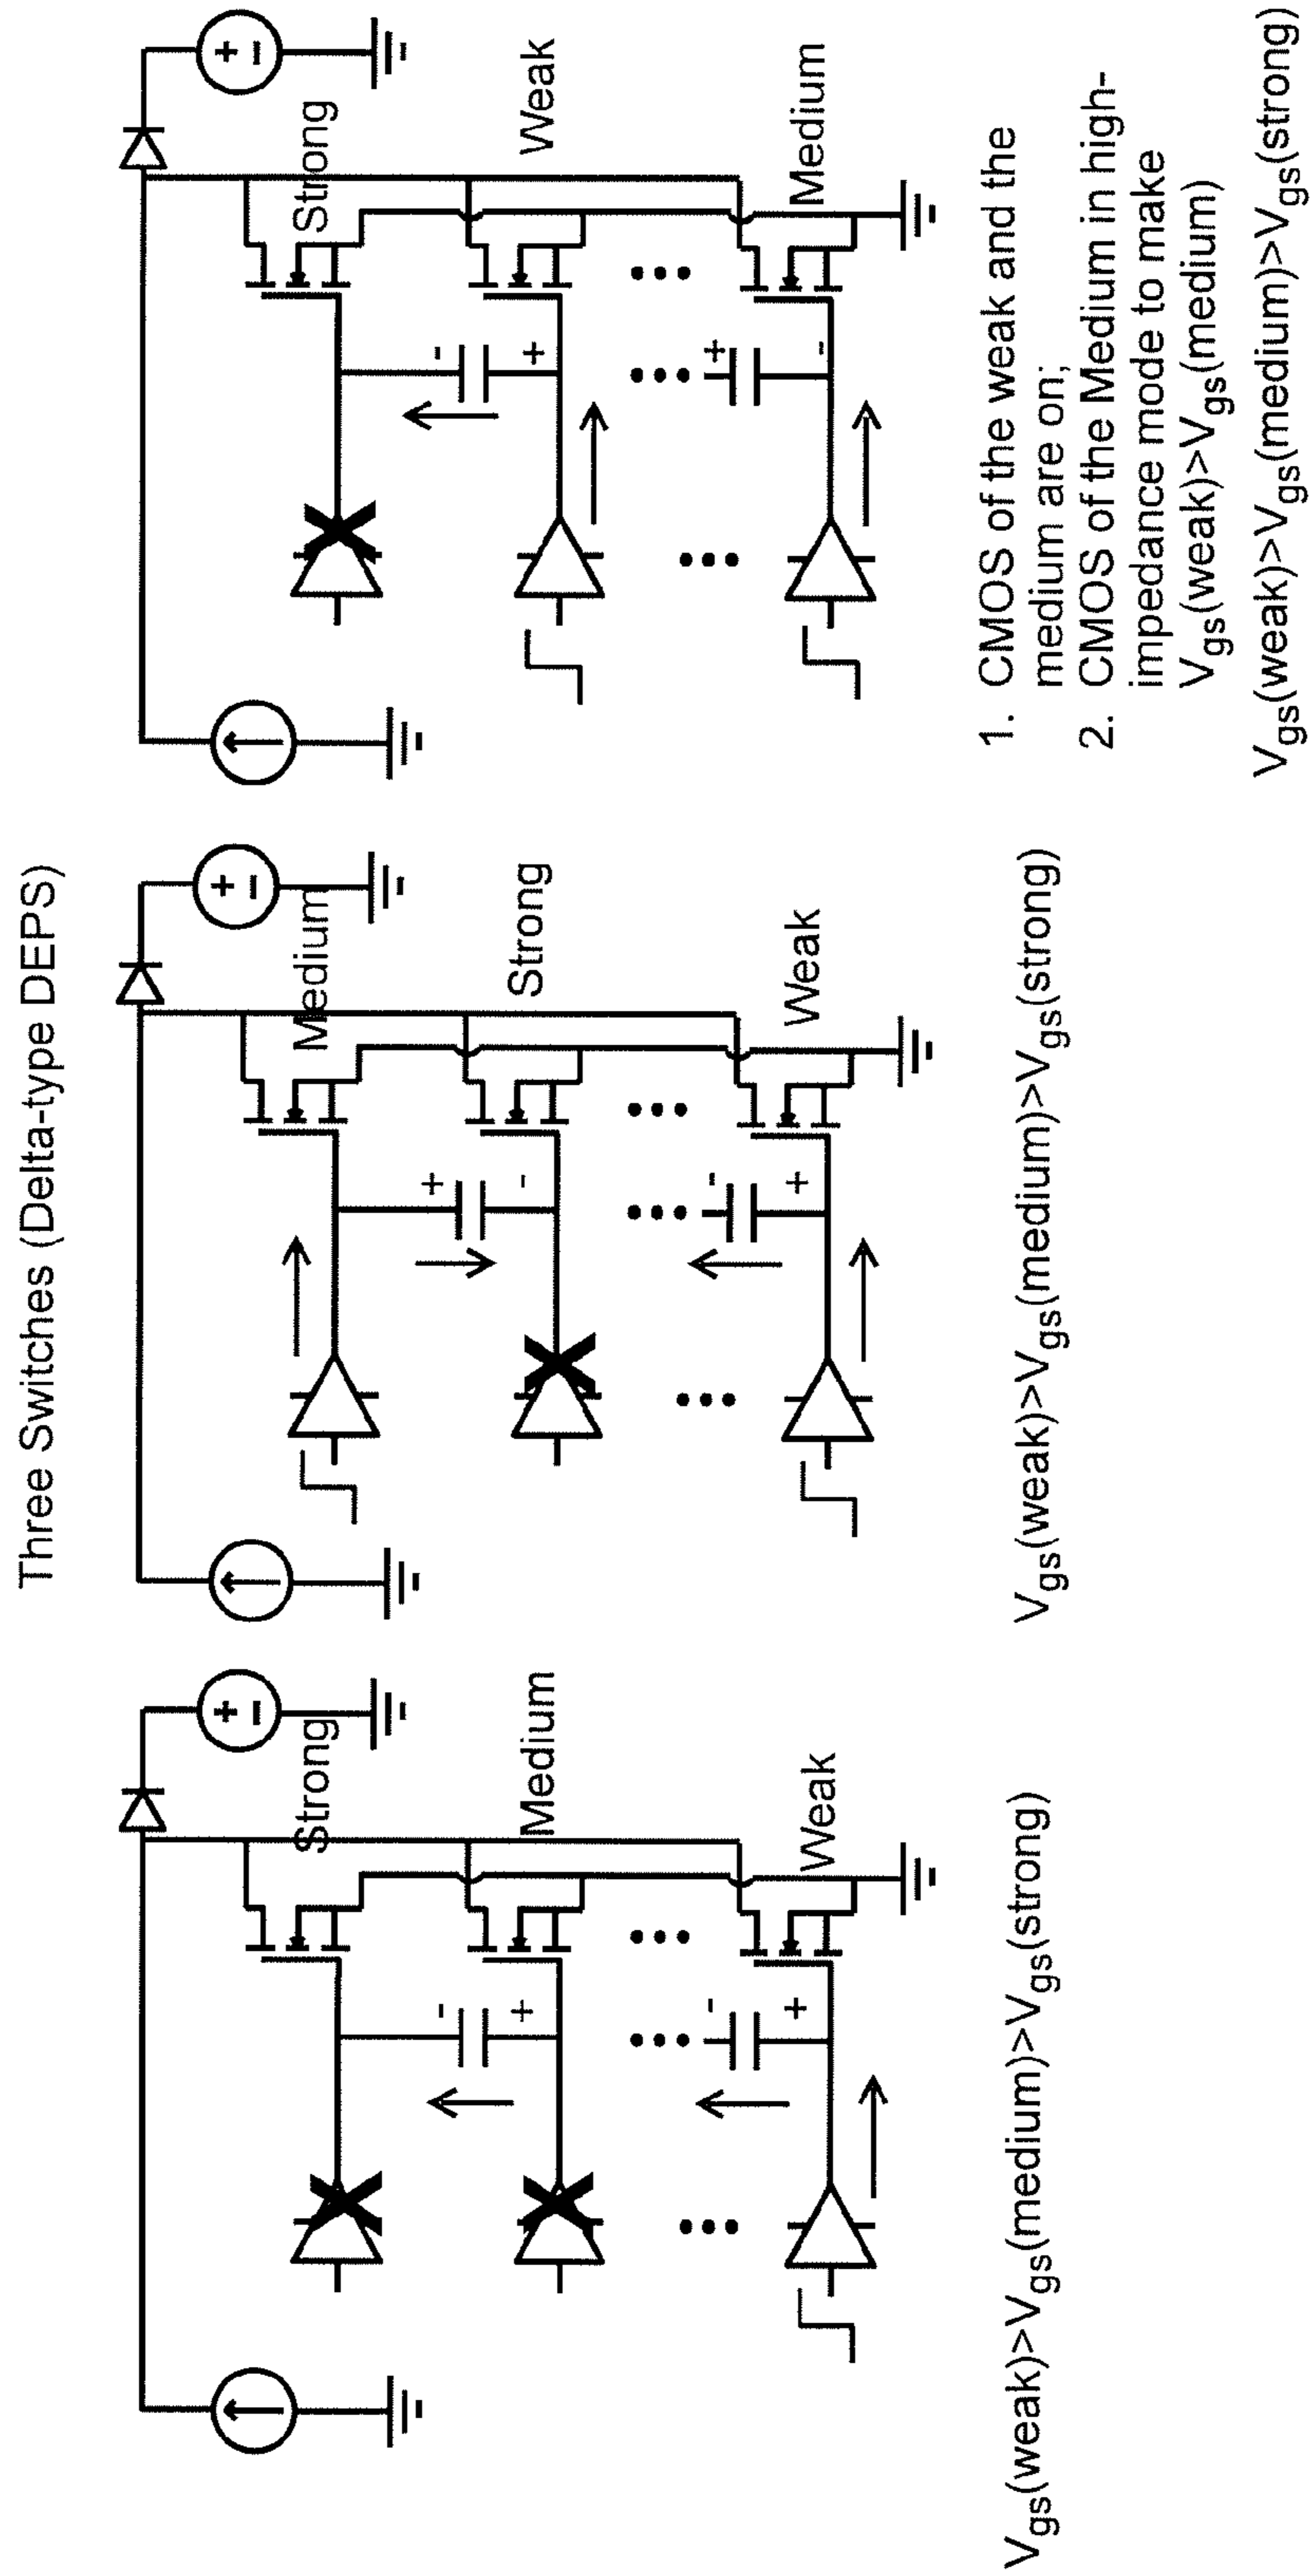 Three Switches (Delta-type DEPS)
+
-
Strong
-
+
Medium
-
+
Weak
Vgs(weak)>Vgs(medium)>Vgs(strong)
+
-
Medium
+
-
Strong
-
+
Weak
Vgs(weak)>Vgs(medium)>Vgs(strong)
+
-
Strong
-
+
Weak
+
-
Medium
1. CMOS of the weak and the
medium are on;
2. CMOS of the Medium in high-
impedance mode to make
Vgs(weak)>Vgs(medium)
Vgs(weak)>Vgs(medium)>Vgs(strong)